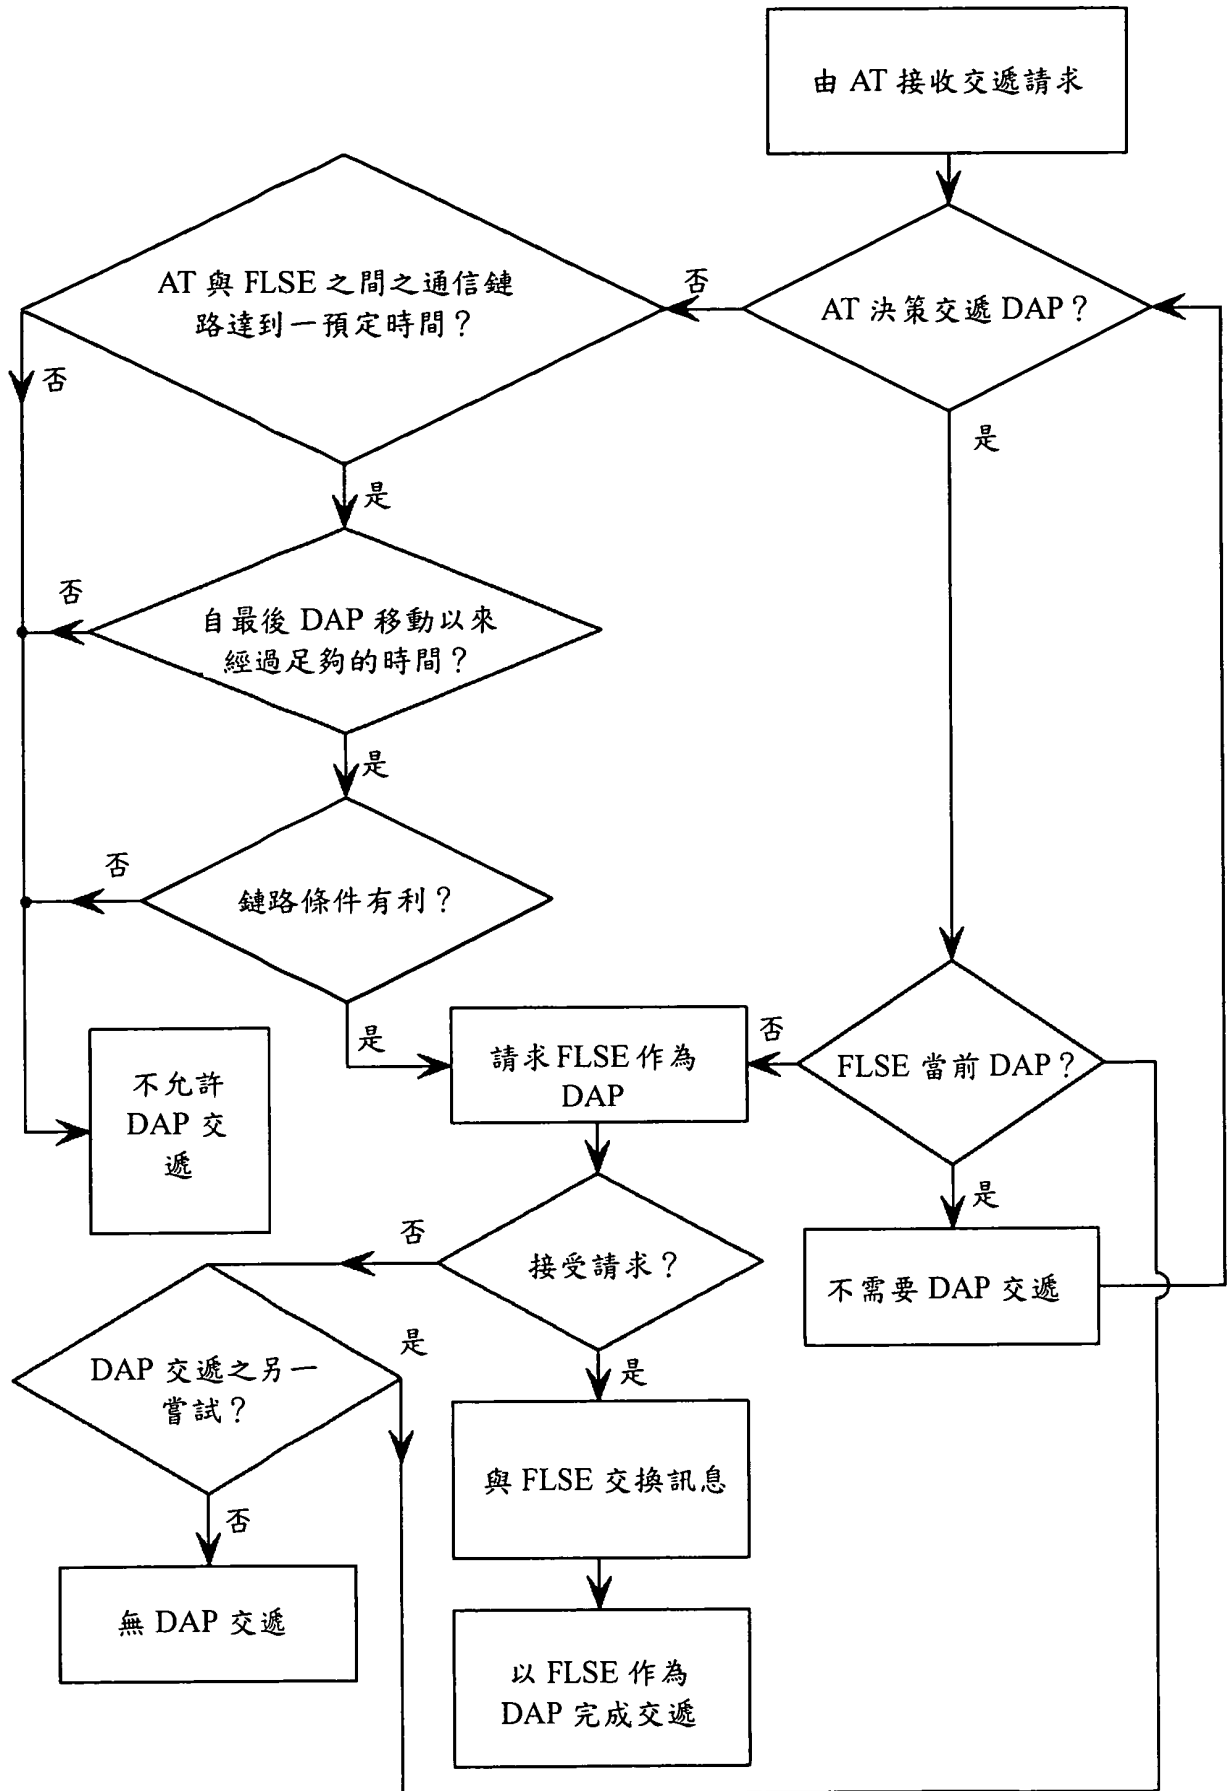 由 AT 接收交遞請求
AT 決策交遞 DAP？
否
是
AT 與 FLSE 之間之通信鏈
路達到一預定時間？
否
是
自最後 DAP 移動以來
經過足夠的時間？
否
是
鏈路條件有利？
否
是
不允許
DAP 交
遞
請求 FLSE 作為
DAP
否
FLSE 當前 DAP？
是
不需要 DAP 交遞
接受請求？
否
是
DAP 交遞之另一
嘗試？
是
否
無 DAP 交遞
與 FLSE 交換訊息
以 FLSE 作為
DAP 完成交遞